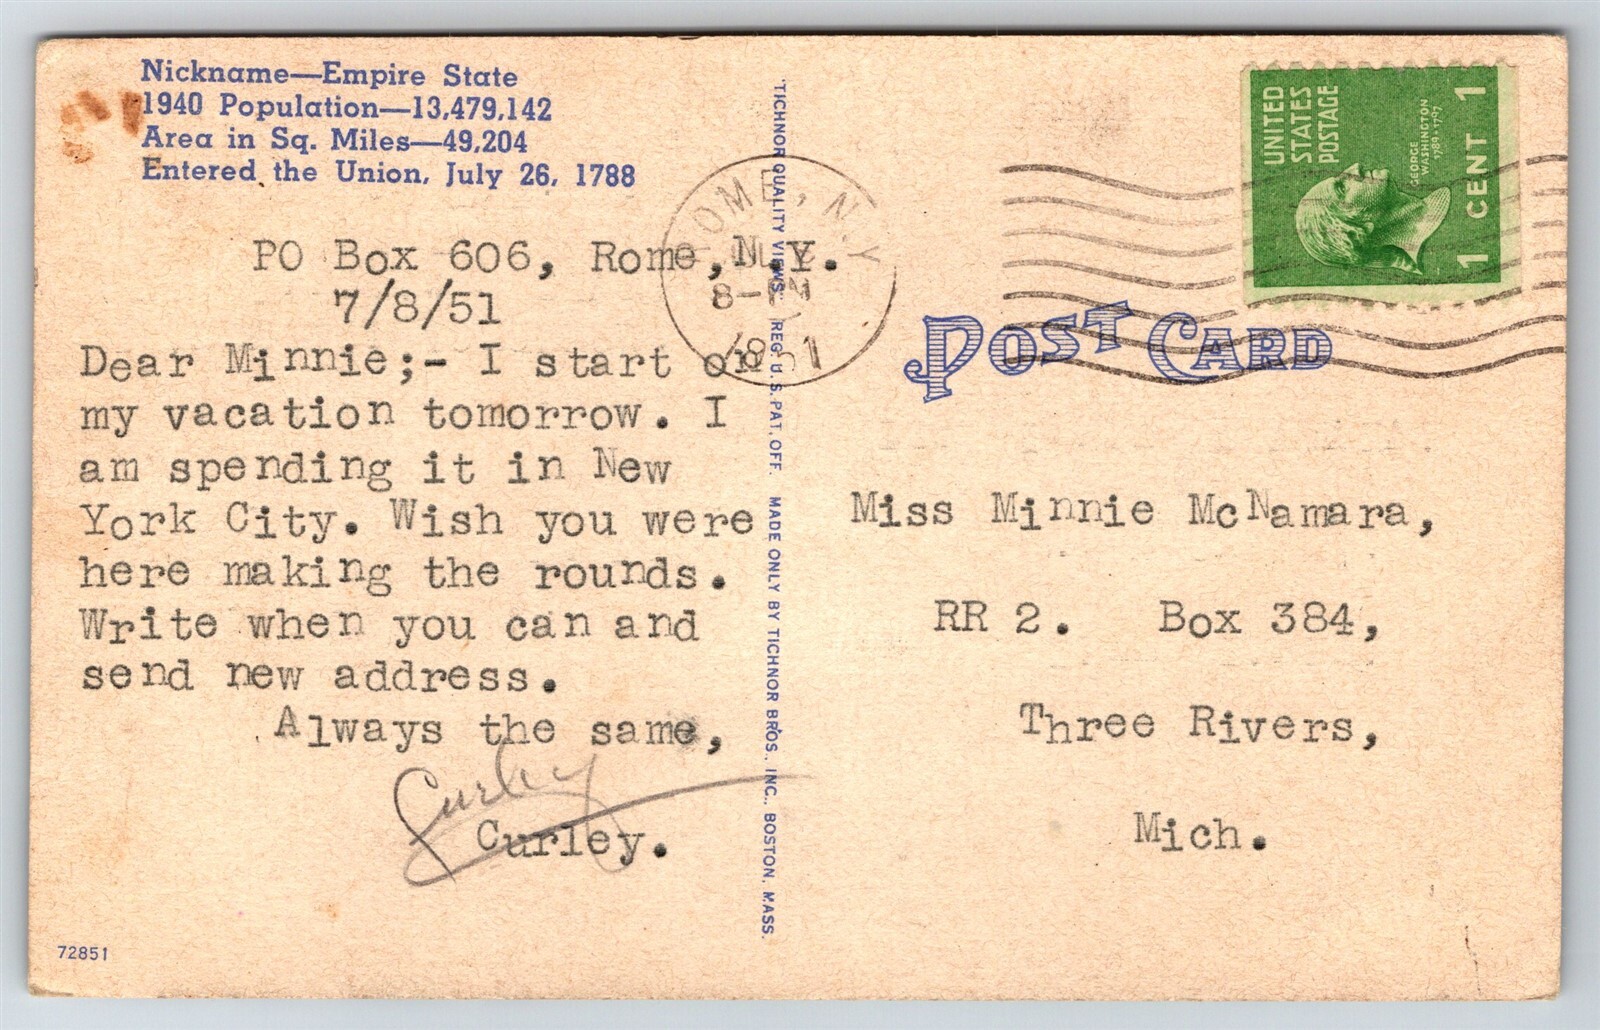 Nickname—Empire State
1940 Population—13,479,142
Area in Sq. Miles—49,204
Entered the Union, July 26, 1788
PO Box 606, Rome, N.Y.
7/8/51
Dear Minnie;- I start on
my vacation tomorrow. I
am spending it in New
York City. Wish you were
here making the rounds.
Write when you can and
send new address.
Always the same,
Curley
Curley.
72851
TICHNOR QUALITY VIEWS. REG. U. S. PAT. OFF. MADE ONLY BY TICHNOR BROS., INC., BOSTON, MASS.
ROME, N.Y.
8-PM
1951
UNITED
STATES
POSTAGE
GEORGE
WASHINGTON
1789-1797
1 CENT 1
POST CARD
Miss Minnie McNamara,
RR 2. Box 384,
Three Rivers,
Mich.